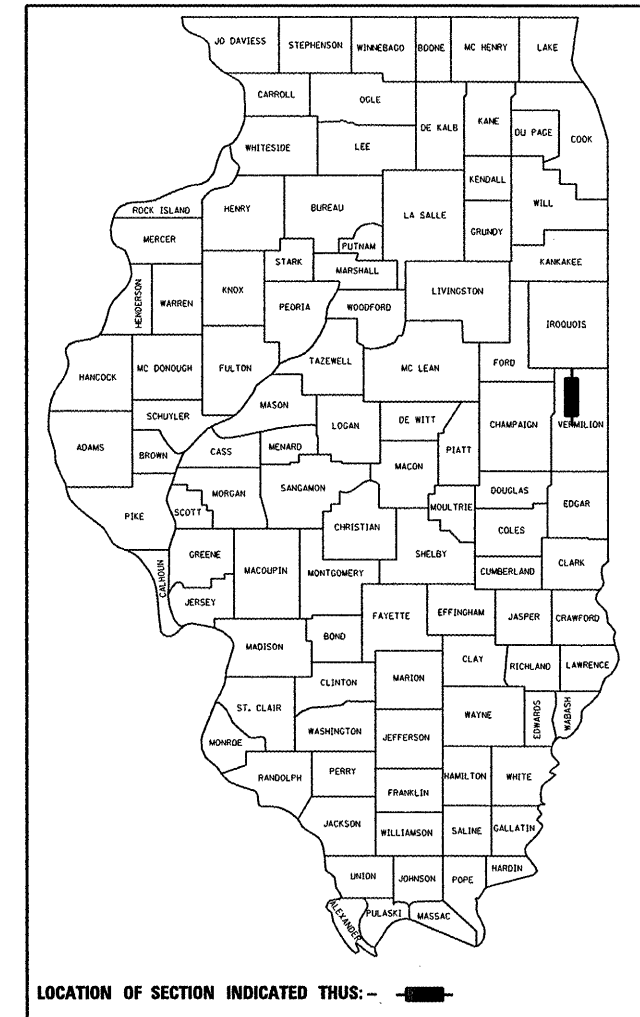 JO DAVIESS STEPHENSON WINNEBAGO BOONE MC HENRY LAKE
CARROLL OGLE DE KALB KANE DU PAGE COOK
WHITESIDE LEE
KENDALL WILL
ROCK ISLAND HENRY BUREAU LA SALLE GRUNDY
MERCER PUTNAM KANKAKEE
STARK MARSHALL
HENDERSON WARREN KNOX PEORIA WOODFORD LIVINGSTON IROQUOIS
HANCOCK MC DONOUGH FULTON TAZEWELL MC LEAN FORD
MASON
SCHUYLER LOGAN DE WITT CHAMPAIGN VERMILION
ADAMS BROWN CASS MENARD MACON PIATT
MORGAN SANGAMON DOUGLAS EDGAR
PIKE SCOTT CHRISTIAN MOULTRIE COLES
GREENE SHELBY
CALHOUN MACOUPIN MONTGOMERY CUMBERLAND CLARK
JERSEY FAYETTE EFFINGHAM JASPER CRAWFORD
MADISON BOND
CLAY RICHLAND LAWRENCE
CLINTON MARION
ST. CLAIR WAYNE EDWARDS WABASH
MONROE WASHINGTON JEFFERSON
RANDOLPH PERRY HAMILTON WHITE
FRANKLIN
JACKSON WILLIAMSON SALINE GALLATIN
UNION JOHNSON POPE HARDIN
ALEXANDER PULASKI MASSAC
LOCATION OF SECTION INDICATED THUS: -